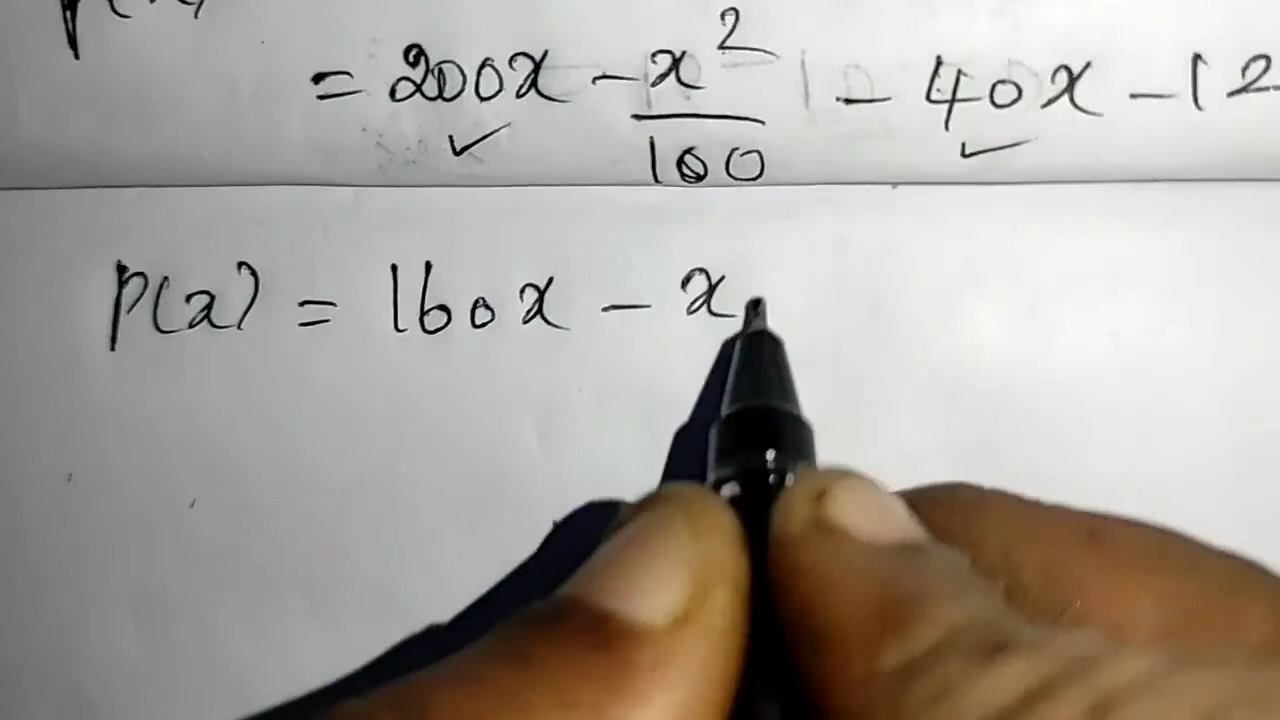 = 200x - x²/100 - 40x - 12
P(x) = 160x - x